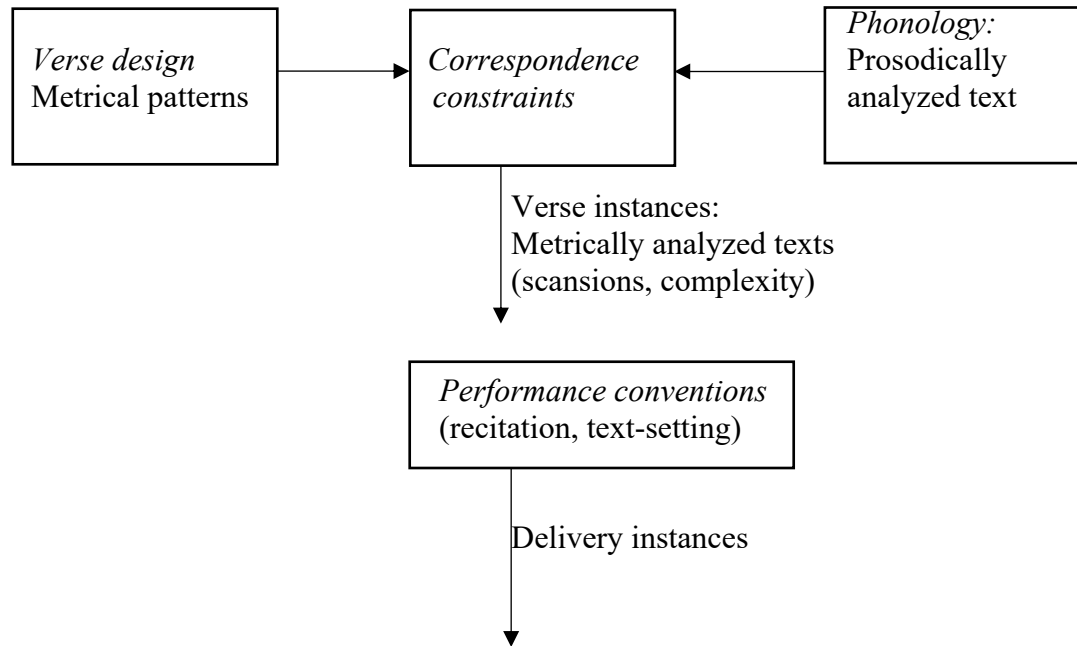 Verse design
Metrical patterns
Correspondence
constraints
Phonology:
Prosodically
analyzed text
Verse instances:
Metrically analyzed texts
(scansions, complexity)
Performance conventions
(recitation, text-setting)
Delivery instances